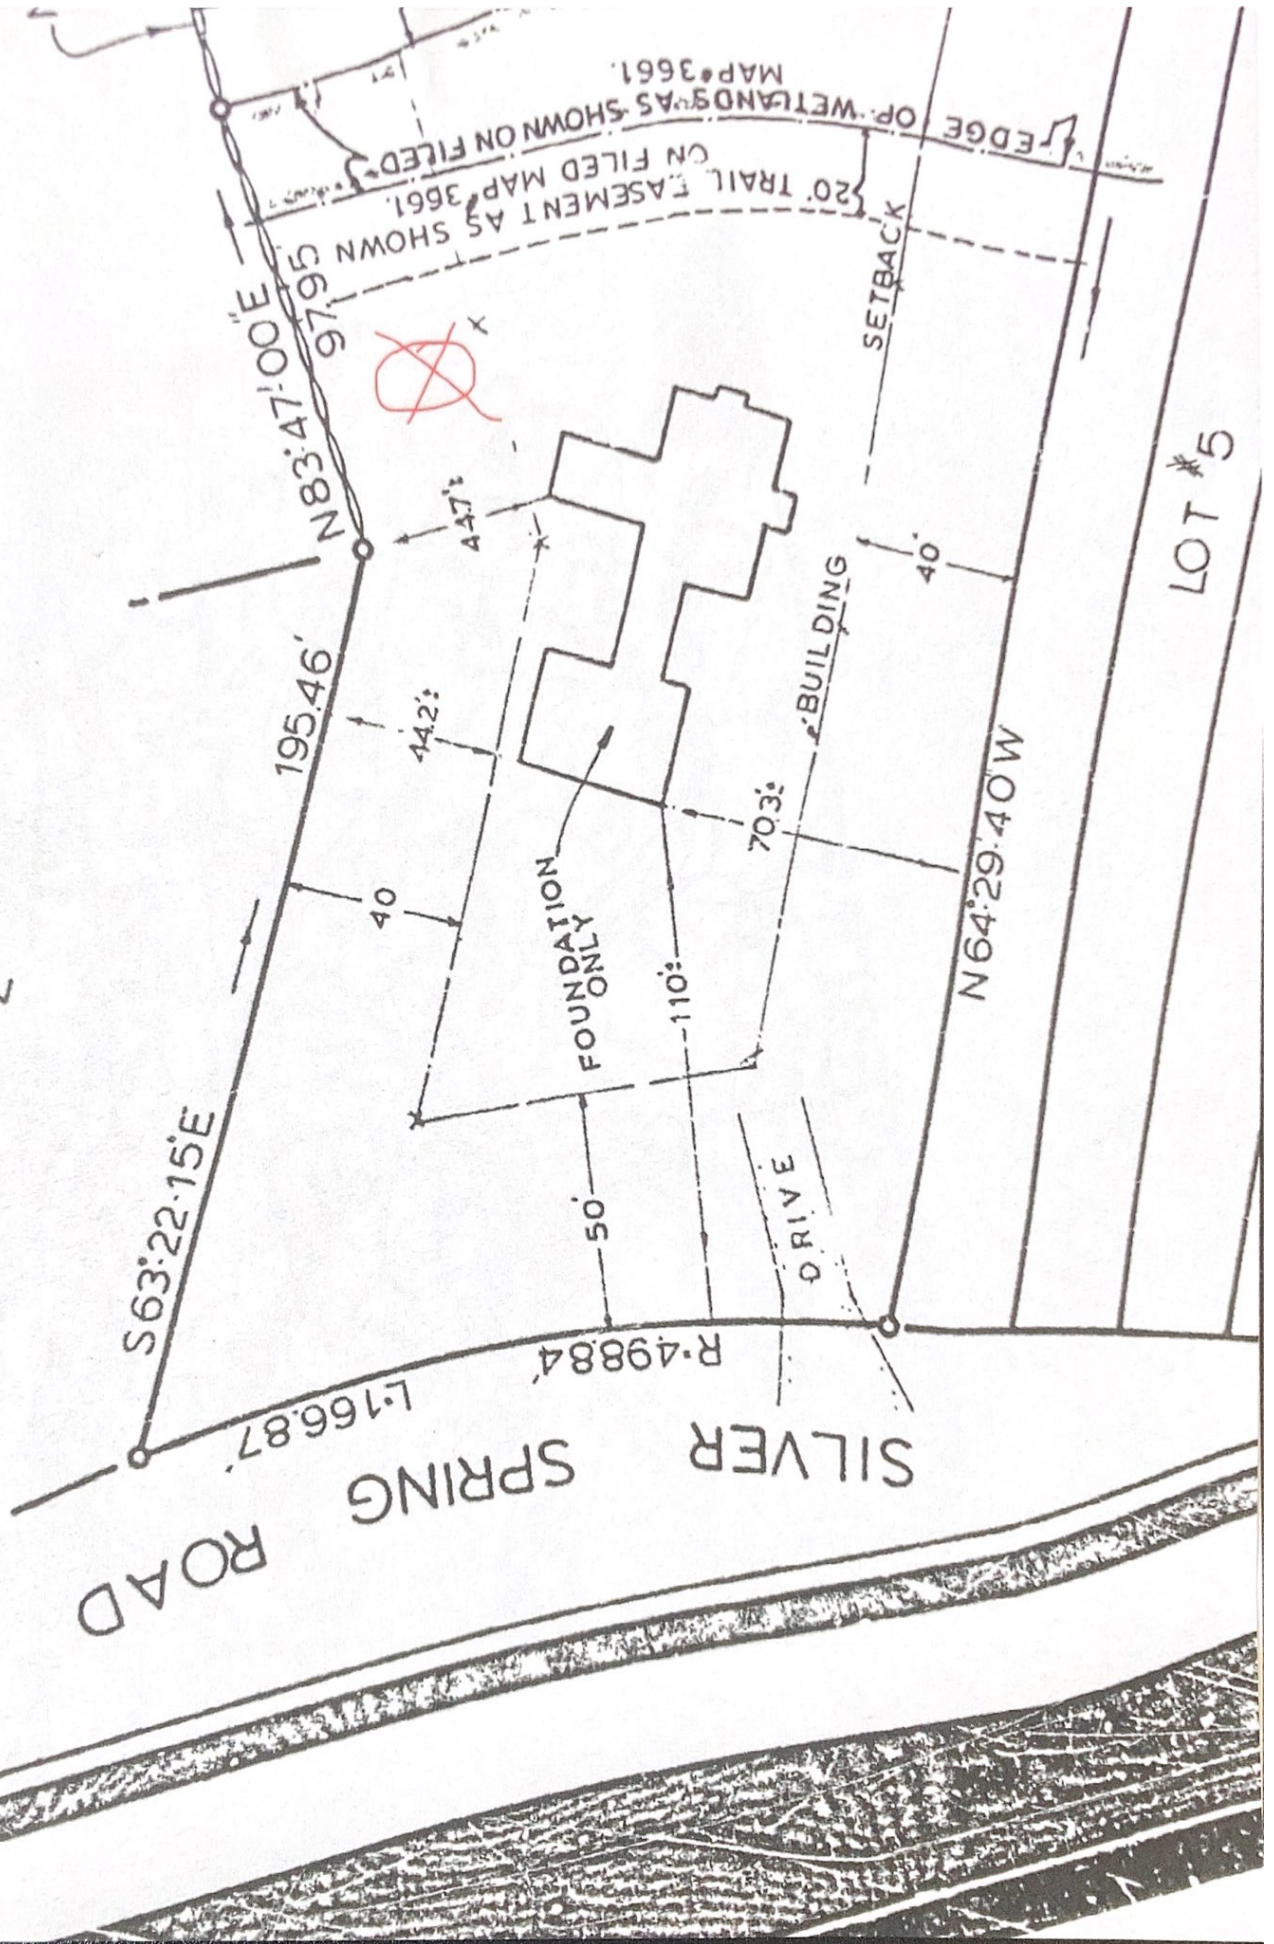 EDGE OF WETLANDS AS SHOWN ON FILED
MAP #3661.
20' TRAIL EASEMENT AS SHOWN
ON FILED MAP #3661.
N83°47'00"E
97.95'
SETBACK
44.7'±
195.46'
44.2'±
40
BUILDING
40'
LOT #5
70.3'±
N64°29'40"W
FOUNDATION
ONLY
110'±
50'
S63°22'15"E
DRIVE
R=498.84'
L=166.87'
SILVER SPRING ROAD